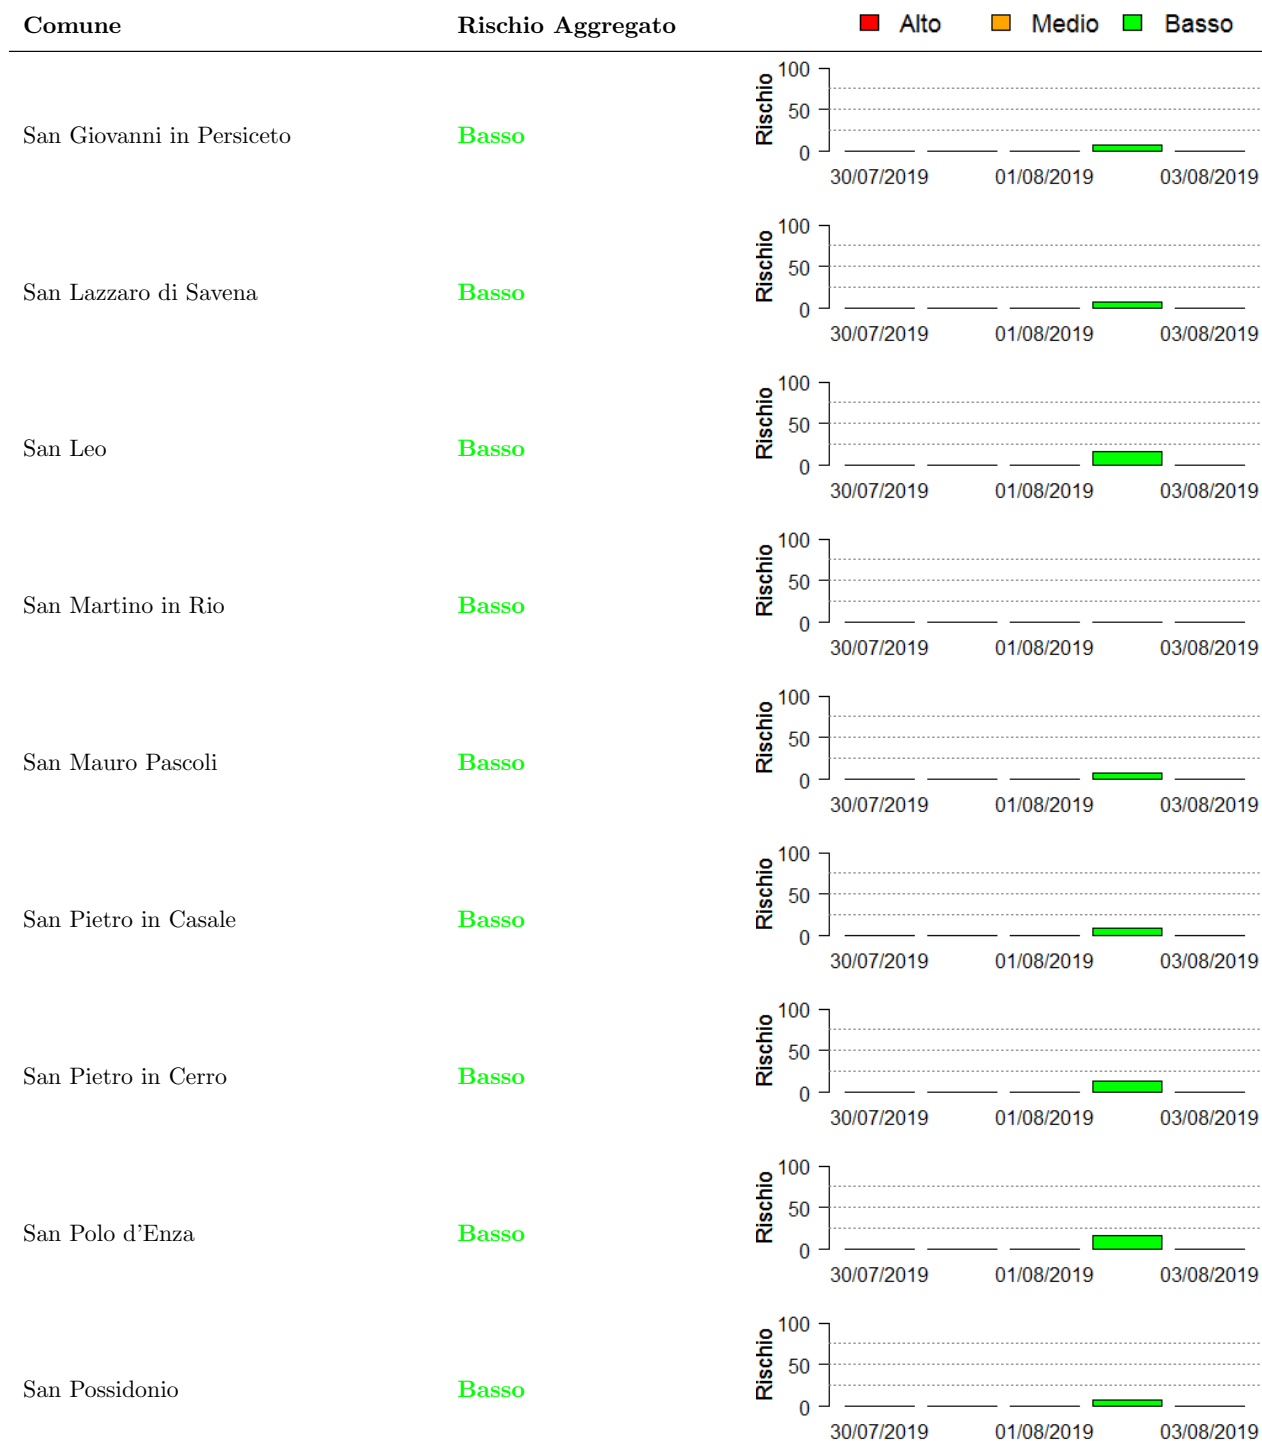 Comune Rischio Aggregato Alto Medio Basso
San Giovanni in Persiceto Basso
Rischio
100
50
0
30/07/2019 01/08/2019 03/08/2019
San Lazzaro di Savena Basso
Rischio
100
50
0
30/07/2019 01/08/2019 03/08/2019
San Leo Basso
Rischio
100
50
0
30/07/2019 01/08/2019 03/08/2019
San Martino in Rio Basso
Rischio
100
50
0
30/07/2019 01/08/2019 03/08/2019
San Mauro Pascoli Basso
Rischio
100
50
0
30/07/2019 01/08/2019 03/08/2019
San Pietro in Casale Basso
Rischio
100
50
0
30/07/2019 01/08/2019 03/08/2019
San Pietro in Cerro Basso
Rischio
100
50
0
30/07/2019 01/08/2019 03/08/2019
San Polo d'Enza Basso
Rischio
100
50
0
30/07/2019 01/08/2019 03/08/2019
San Possidonio Basso
Rischio
100
50
0
30/07/2019 01/08/2019 03/08/2019